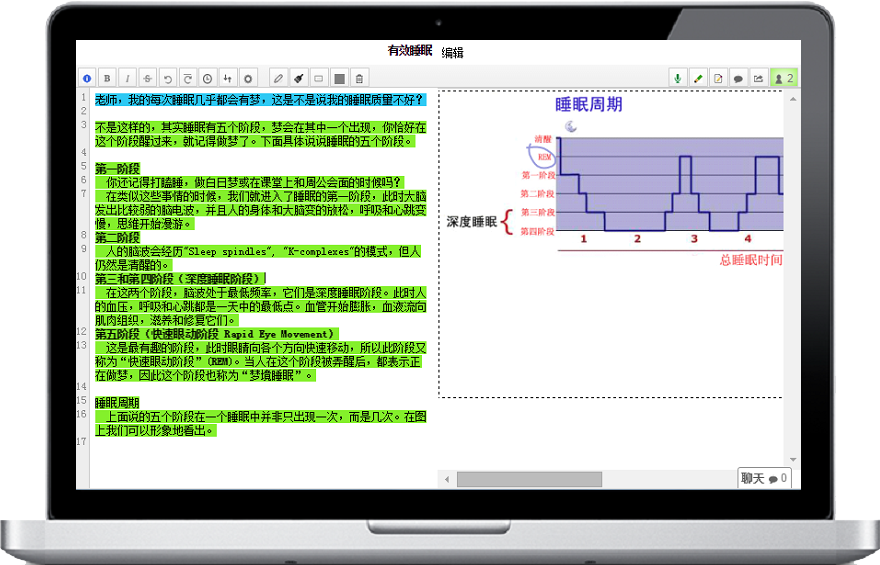 有效睡眠 编辑
B I S
2
1 老师，我的每次睡眠几乎都会有梦，这是不是说我的睡眠质量不好？
2
3 不是这样的，其实睡眠有五个阶段，梦会在其中一个出现，你恰好在
这个阶段醒过来，就记得做梦了。下面具体说说睡眠的五个阶段。
4
5 第一阶段
6 你还记得打瞌睡，做白日梦或在课堂上和周公会面的时候吗？
7 在类似这些事情的时候，我们就进入了睡眠的第一阶段，此时大脑
发出比较弱的脑电波，并且人的身体和大脑变的放松，呼吸和心跳变
慢，思维开始漫游。
8 第二阶段
9 人的脑波会经历"Sleep spindles", "K-complexes"的模式，但人
仍然是清醒的。
10 第三和第四阶段（深度睡眠阶段）
11 在这两个阶段，脑波处于最低频率，它们是深度睡眠阶段。此时人
的血压，呼吸和心跳都是一天中的最低点。血管开始膨胀，血液流向
肌肉组织，滋养和修复它们。
12 第五阶段（快速眼动阶段 Rapid Eye Movement）
13 这是最有趣的阶段，此时眼睛向各个方向快速移动，所以此阶段又
称为“快速眼动阶段”(REM)。当人在这个阶段被弄醒后，都表示正
在做梦，因此这个阶段也称为“梦境睡眠”。
14
15 睡眠周期
16 上面说的五个阶段在一个睡眠中并非只出现一次，而是几次。在图
上我们可以形象地看出。
17
睡眠周期
清醒
REM
第一阶段
第二阶段
深度睡眠
第三阶段
第四阶段
1 2 3 4
总睡眠时间
聊天 0